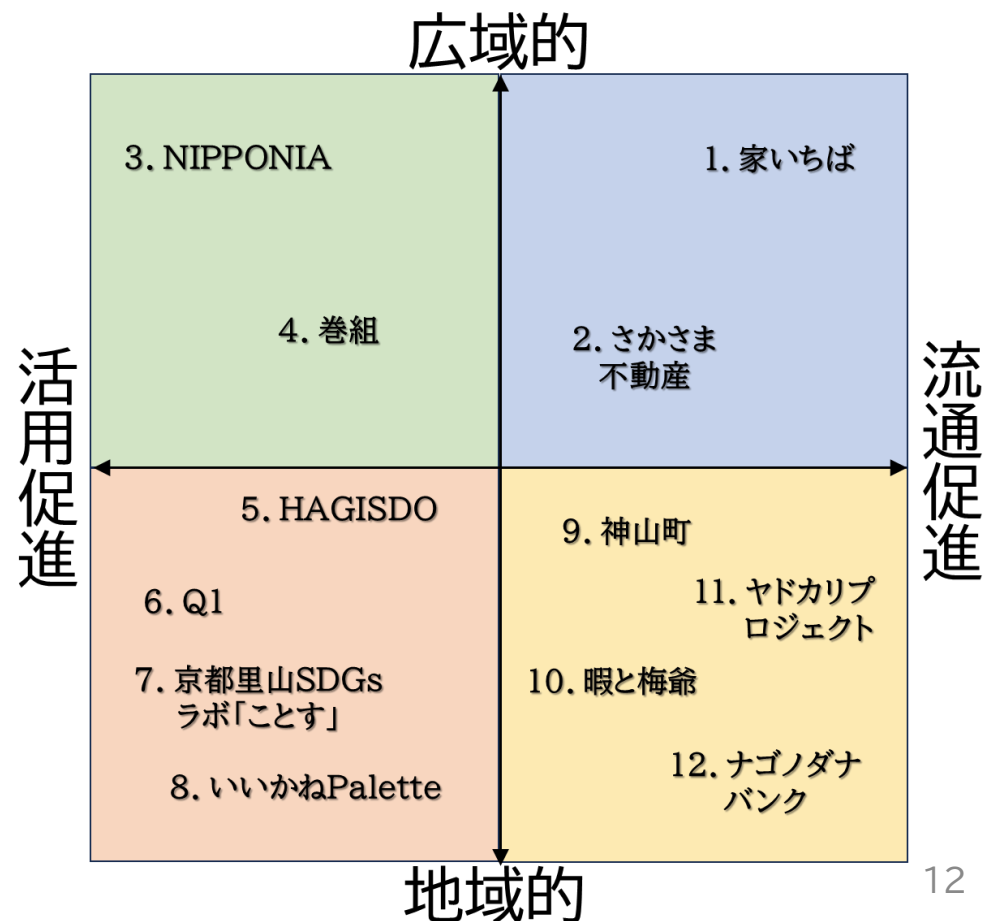 広域的
3. NIPPONIA
1. 家いちば
4. 巻組
2. さかさま
不動産
活用促進
流通促進
5. HAGISDO
9. 神山町
6. Q1
11. ヤドカリプ
ロジェクト
7. 京都里山SDGs
ラボ「ことす」
10. 暇と梅爺
8. いいかねPalette
12. ナゴノダナ
バンク
地域的
12